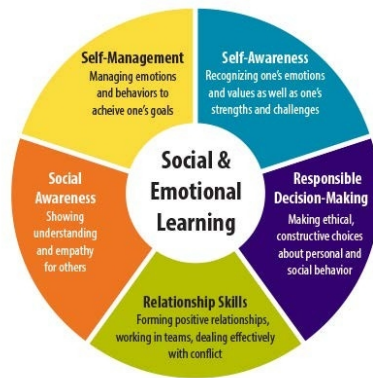 Social &
Emotional
Learning
Self-Management
Managing emotions
and behaviors to
acheive one's goals
Self-Awareness
Recognizing one's emotions
and values as well as one's
strengths and challenges
Responsible
Decision-Making
Making ethical,
constructive choices
about personal and
social behavior
Relationship Skills
Forming positive relationships,
working in teams, dealing effectively
with conflict
Social
Awareness
Showing
understanding
and empathy
for others